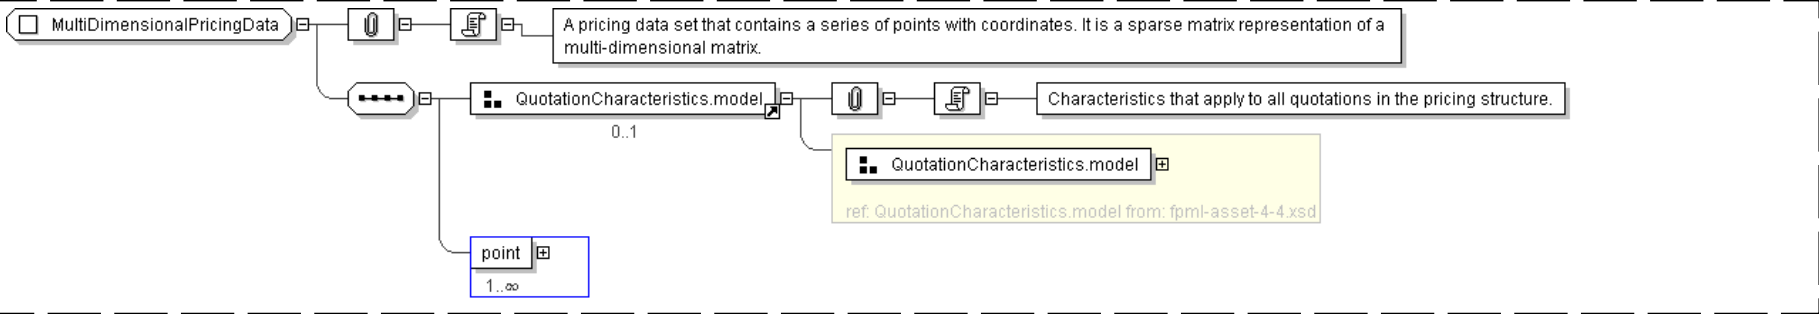 MultiDimensionalPricingData
A pricing data set that contains a series of points with coordinates. It is a sparse matrix representation of a
multi-dimensional matrix.
QuotationCharacteristics.model
0..1
Characteristics that apply to all quotations in the pricing structure.
QuotationCharacteristics.model
ref: QuotationCharacteristics.model from: fpml-asset-4-4.xsd
point
1..∞